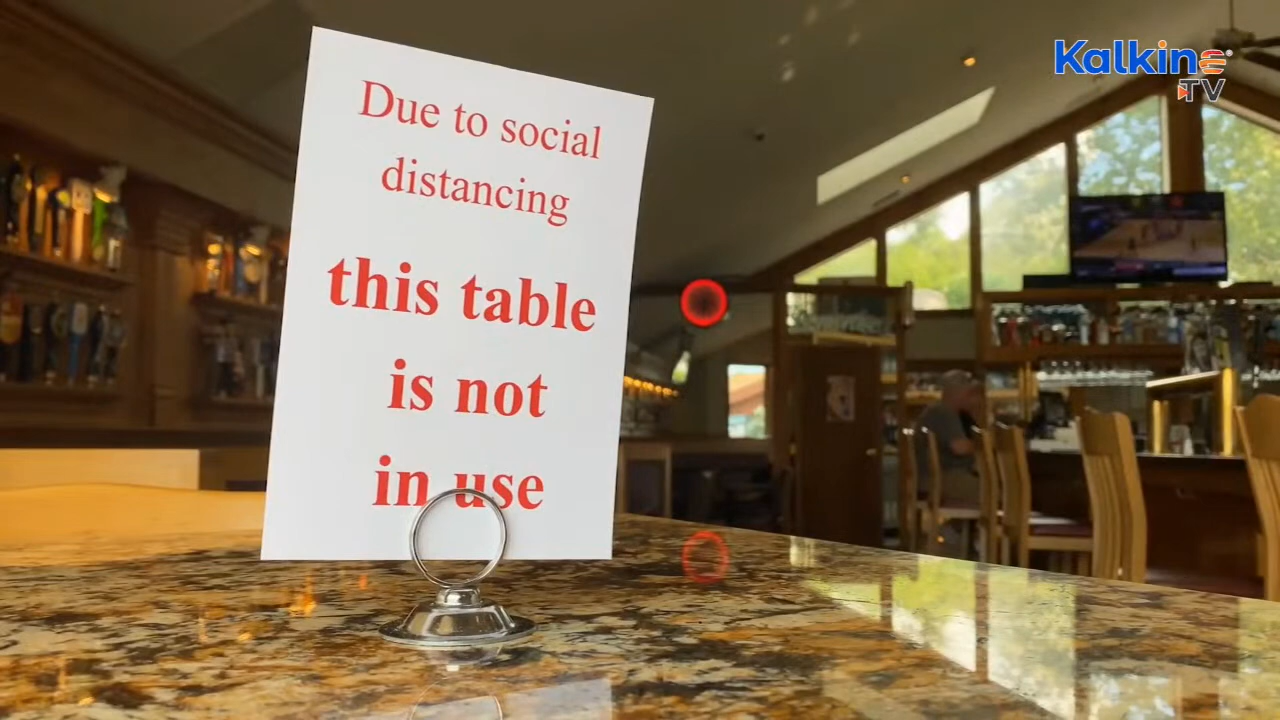 Kalkine
TV
Due to social
distancing
this table
is not
in use